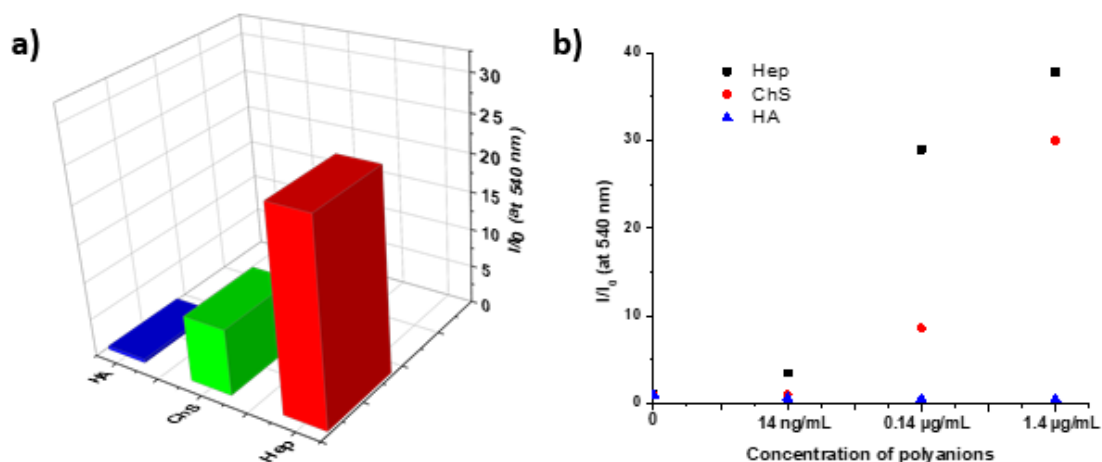 a)
30
25
20
15
10
5
0
I/I0 (at 540 nm)
HA
ChS
Hep
b)
40
30
20
10
0
I/I₀ (at 540 nm)
Hep
ChS
HA
0 14 ng/mL 0.14 µg/mL 1.4 µg/mL
Concentration of polyanions